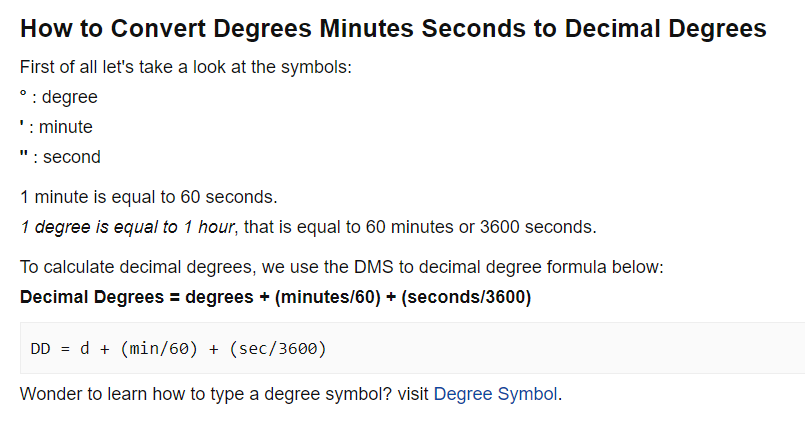 How to Convert Degrees Minutes Seconds to Decimal Degrees
First of all let's take a look at the symbols:
° : degree
' : minute
" : second
1 minute is equal to 60 seconds.
1 degree is equal to 1 hour, that is equal to 60 minutes or 3600 seconds.
To calculate decimal degrees, we use the DMS to decimal degree formula below:
Decimal Degrees = degrees + (minutes/60) + (seconds/3600)
DD = d + (min/60) + (sec/3600)
Wonder to learn how to type a degree symbol? visit Degree Symbol.